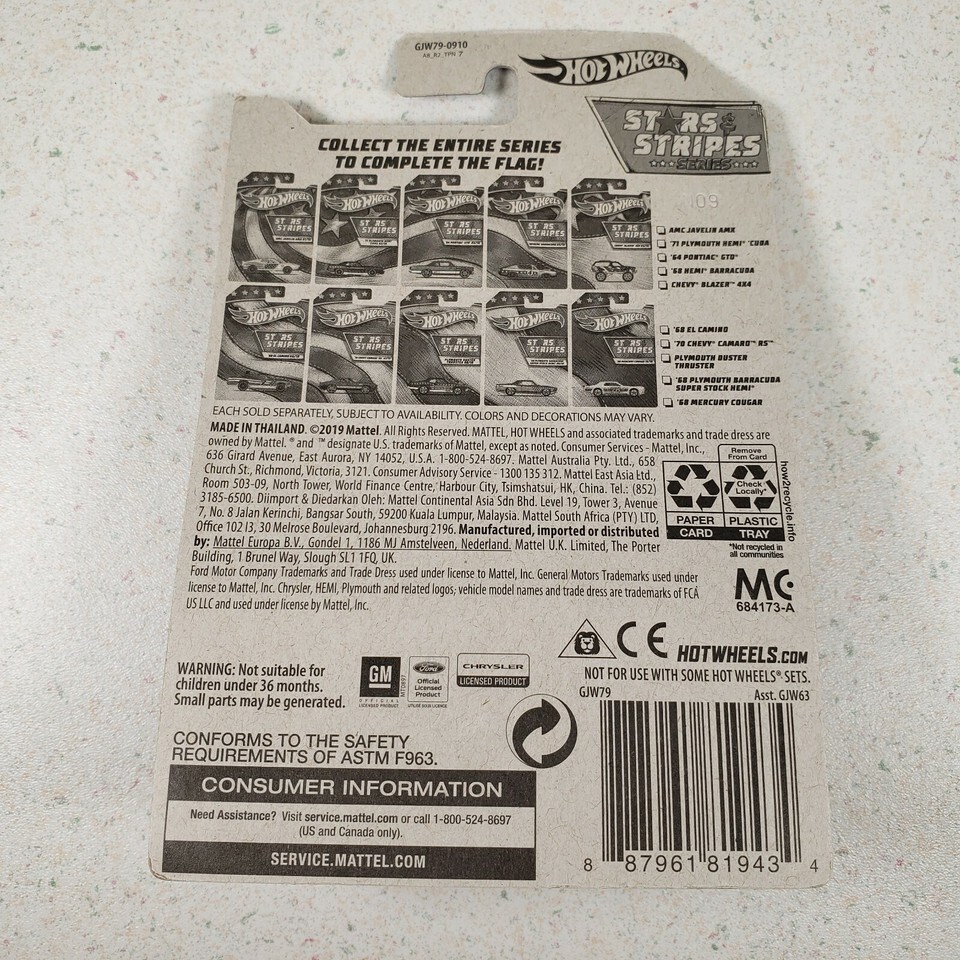 GJW79-0910
HOT WHEELS
ST RS &
STRIPES
SERIES
COLLECT THE ENTIRE SERIES
TO COMPLETE THE FLAG!
N09
AMC JAVELIN AMX
'71 PLYMOUTH HEMI® 'CUDA
'64 PONTIAC® GTO®
'68 HEMI® BARRACUDA
CHEVY® BLAZER™ 4X4
'68 EL CAMINO
'70 CHEVY® CAMARO™ RS™
PLYMOUTH DUSTER
THRUSTER
'68 PLYMOUTH BARRACUDA
SUPER STOCK HEMI®
'68 MERCURY COUGAR
EACH SOLD SEPARATELY, SUBJECT TO AVAILABILITY. COLORS AND DECORATIONS MAY VARY.
MADE IN THAILAND. ©2019 Mattel. All Rights Reserved. MATTEL, HOT WHEELS and associated trademarks and trade dress are
owned by Mattel. ® and ™ designate U.S. trademarks of Mattel, except as noted. Consumer Services - Mattel, Inc.,
636 Girard Avenue, East Aurora, NY 14052, U.S.A. 1-800-524-8697. Mattel Australia Pty. Ltd., 658
Church St., Richmond, Victoria, 3121. Consumer Advisory Service - 1300 135 312. Mattel East Asia Ltd.,
Room 503-09, North Tower, World Finance Centre, Harbour City, Tsimshatsui, HK, China. Tel.: (852)
3185-6500. Diimport & Diedarkan Oleh: Mattel Continental Asia Sdn Bhd. Level 19, Tower 3, Avenue
7, No. 8 Jalan Kerinchi, Bangsar South, 59200 Kuala Lumpur, Malaysia. Mattel South Africa (PTY) LTD,
Office 102 I3, 30 Melrose Boulevard, Johannesburg 2196. Manufactured, imported or distributed
by: Mattel Europa B.V., Gondel 1, 1186 MJ Amstelveen, Nederland. Mattel U.K. Limited, The Porter
Building, 1 Brunel Way, Slough SL1 1FQ, UK.
Ford Motor Company Trademarks and Trade Dress used under license to Mattel, Inc. General Motors Trademarks used under
license to Mattel, Inc. Chrysler, HEMI, Plymouth and related logos; vehicle model names and trade dress are trademarks of FCA
US LLC and used under license by Mattel, Inc.
Remove
From Card
Check
Locally*
PAPER
PLASTIC
CARD
TRAY
*Not recycled in
all communities
how2recycle.info
MC
684173-A
CE
HOTWHEELS.COM
NOT FOR USE WITH SOME HOT WHEELS® SETS.
GJW79
Asst. GJW63
WARNING: Not suitable for
children under 36 months.
Small parts may be generated.
GM
OFFICIAL
LICENSED PRODUCT
Ford
Official
Licensed
Product
CHRYSLER
LICENSED PRODUCT
CONFORMS TO THE SAFETY
REQUIREMENTS OF ASTM F963.
CONSUMER INFORMATION
Need Assistance? Visit service.mattel.com or call 1-800-524-8697
(US and Canada only).
SERVICE.MATTEL.COM
8 87961 81943 4